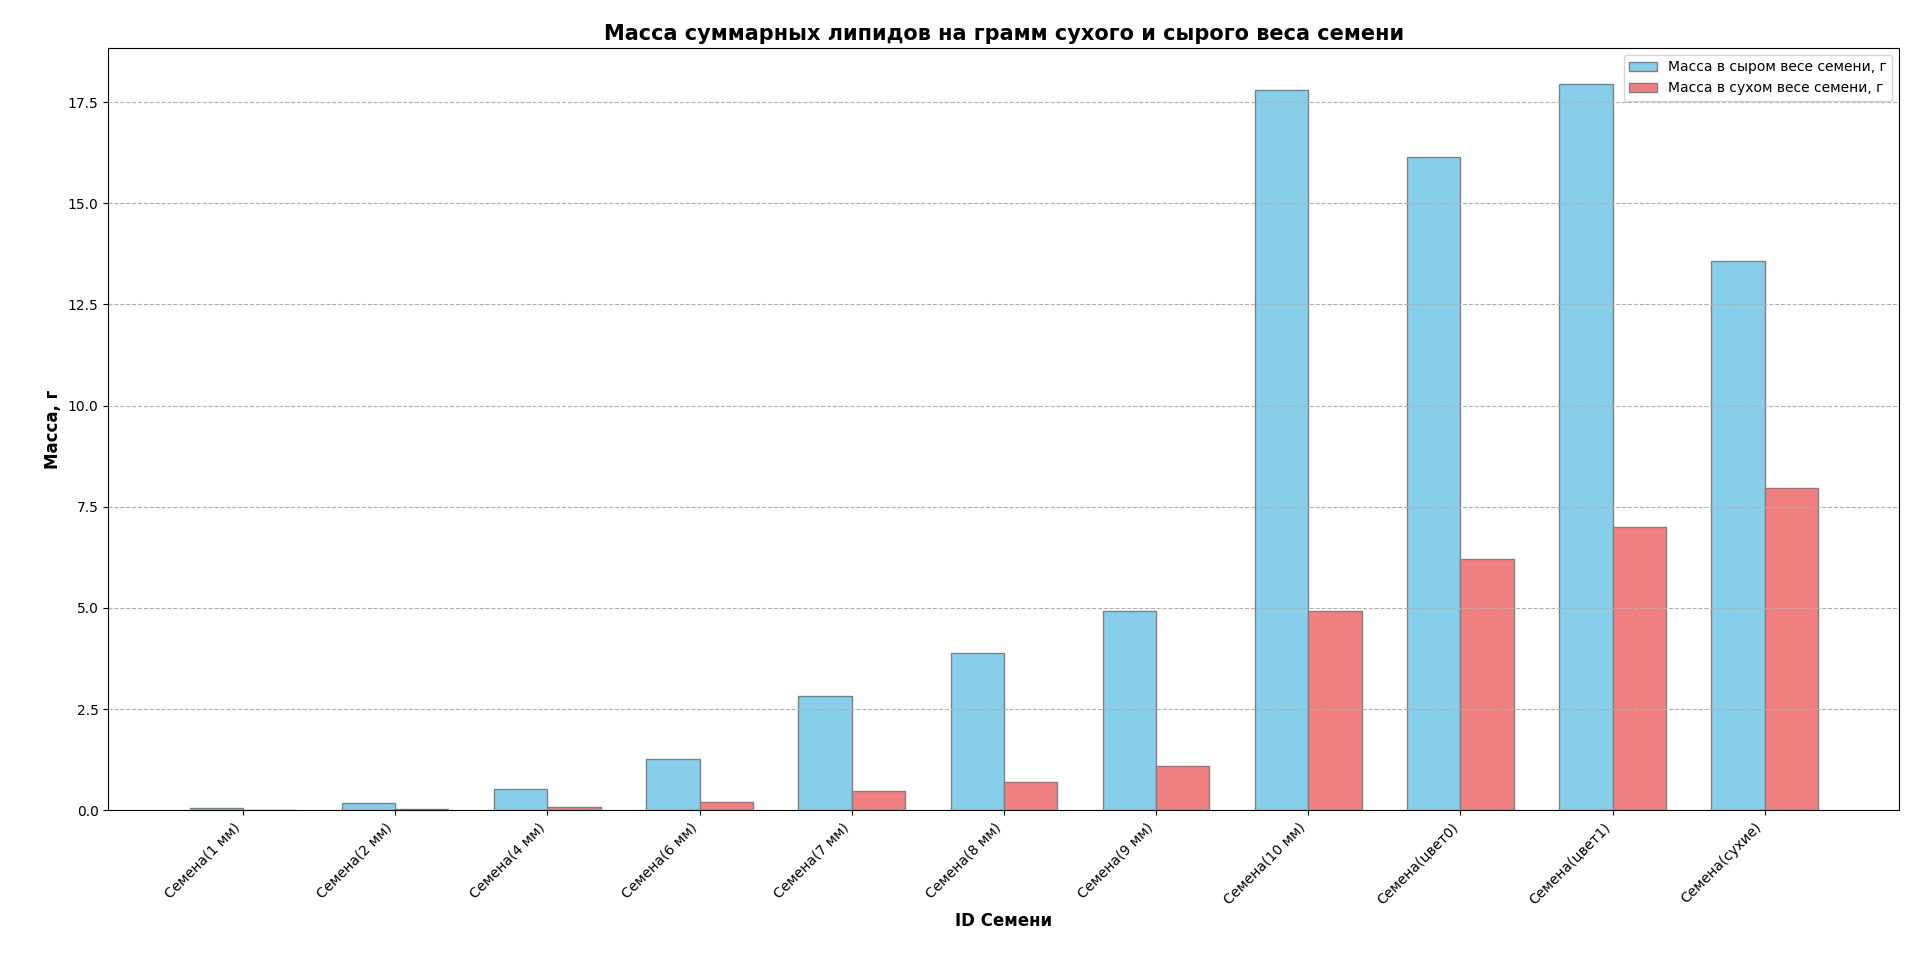 Масса суммарных липидов на грамм сухого и сырого веса семени
Масса в сыром весе семени, г
Масса в сухом весе семени, г
Масса, г
17.5
15.0
12.5
10.0
7.5
5.0
2.5
0.0
Семена(1 мм)
Семена(2 мм)
Семена(4 мм)
Семена(6 мм)
Семена(7 мм)
Семена(8 мм)
Семена(9 мм)
Семена(10 мм)
Семена(цвет0)
Семена(цвет1)
Семена(сухие)
ID Семени